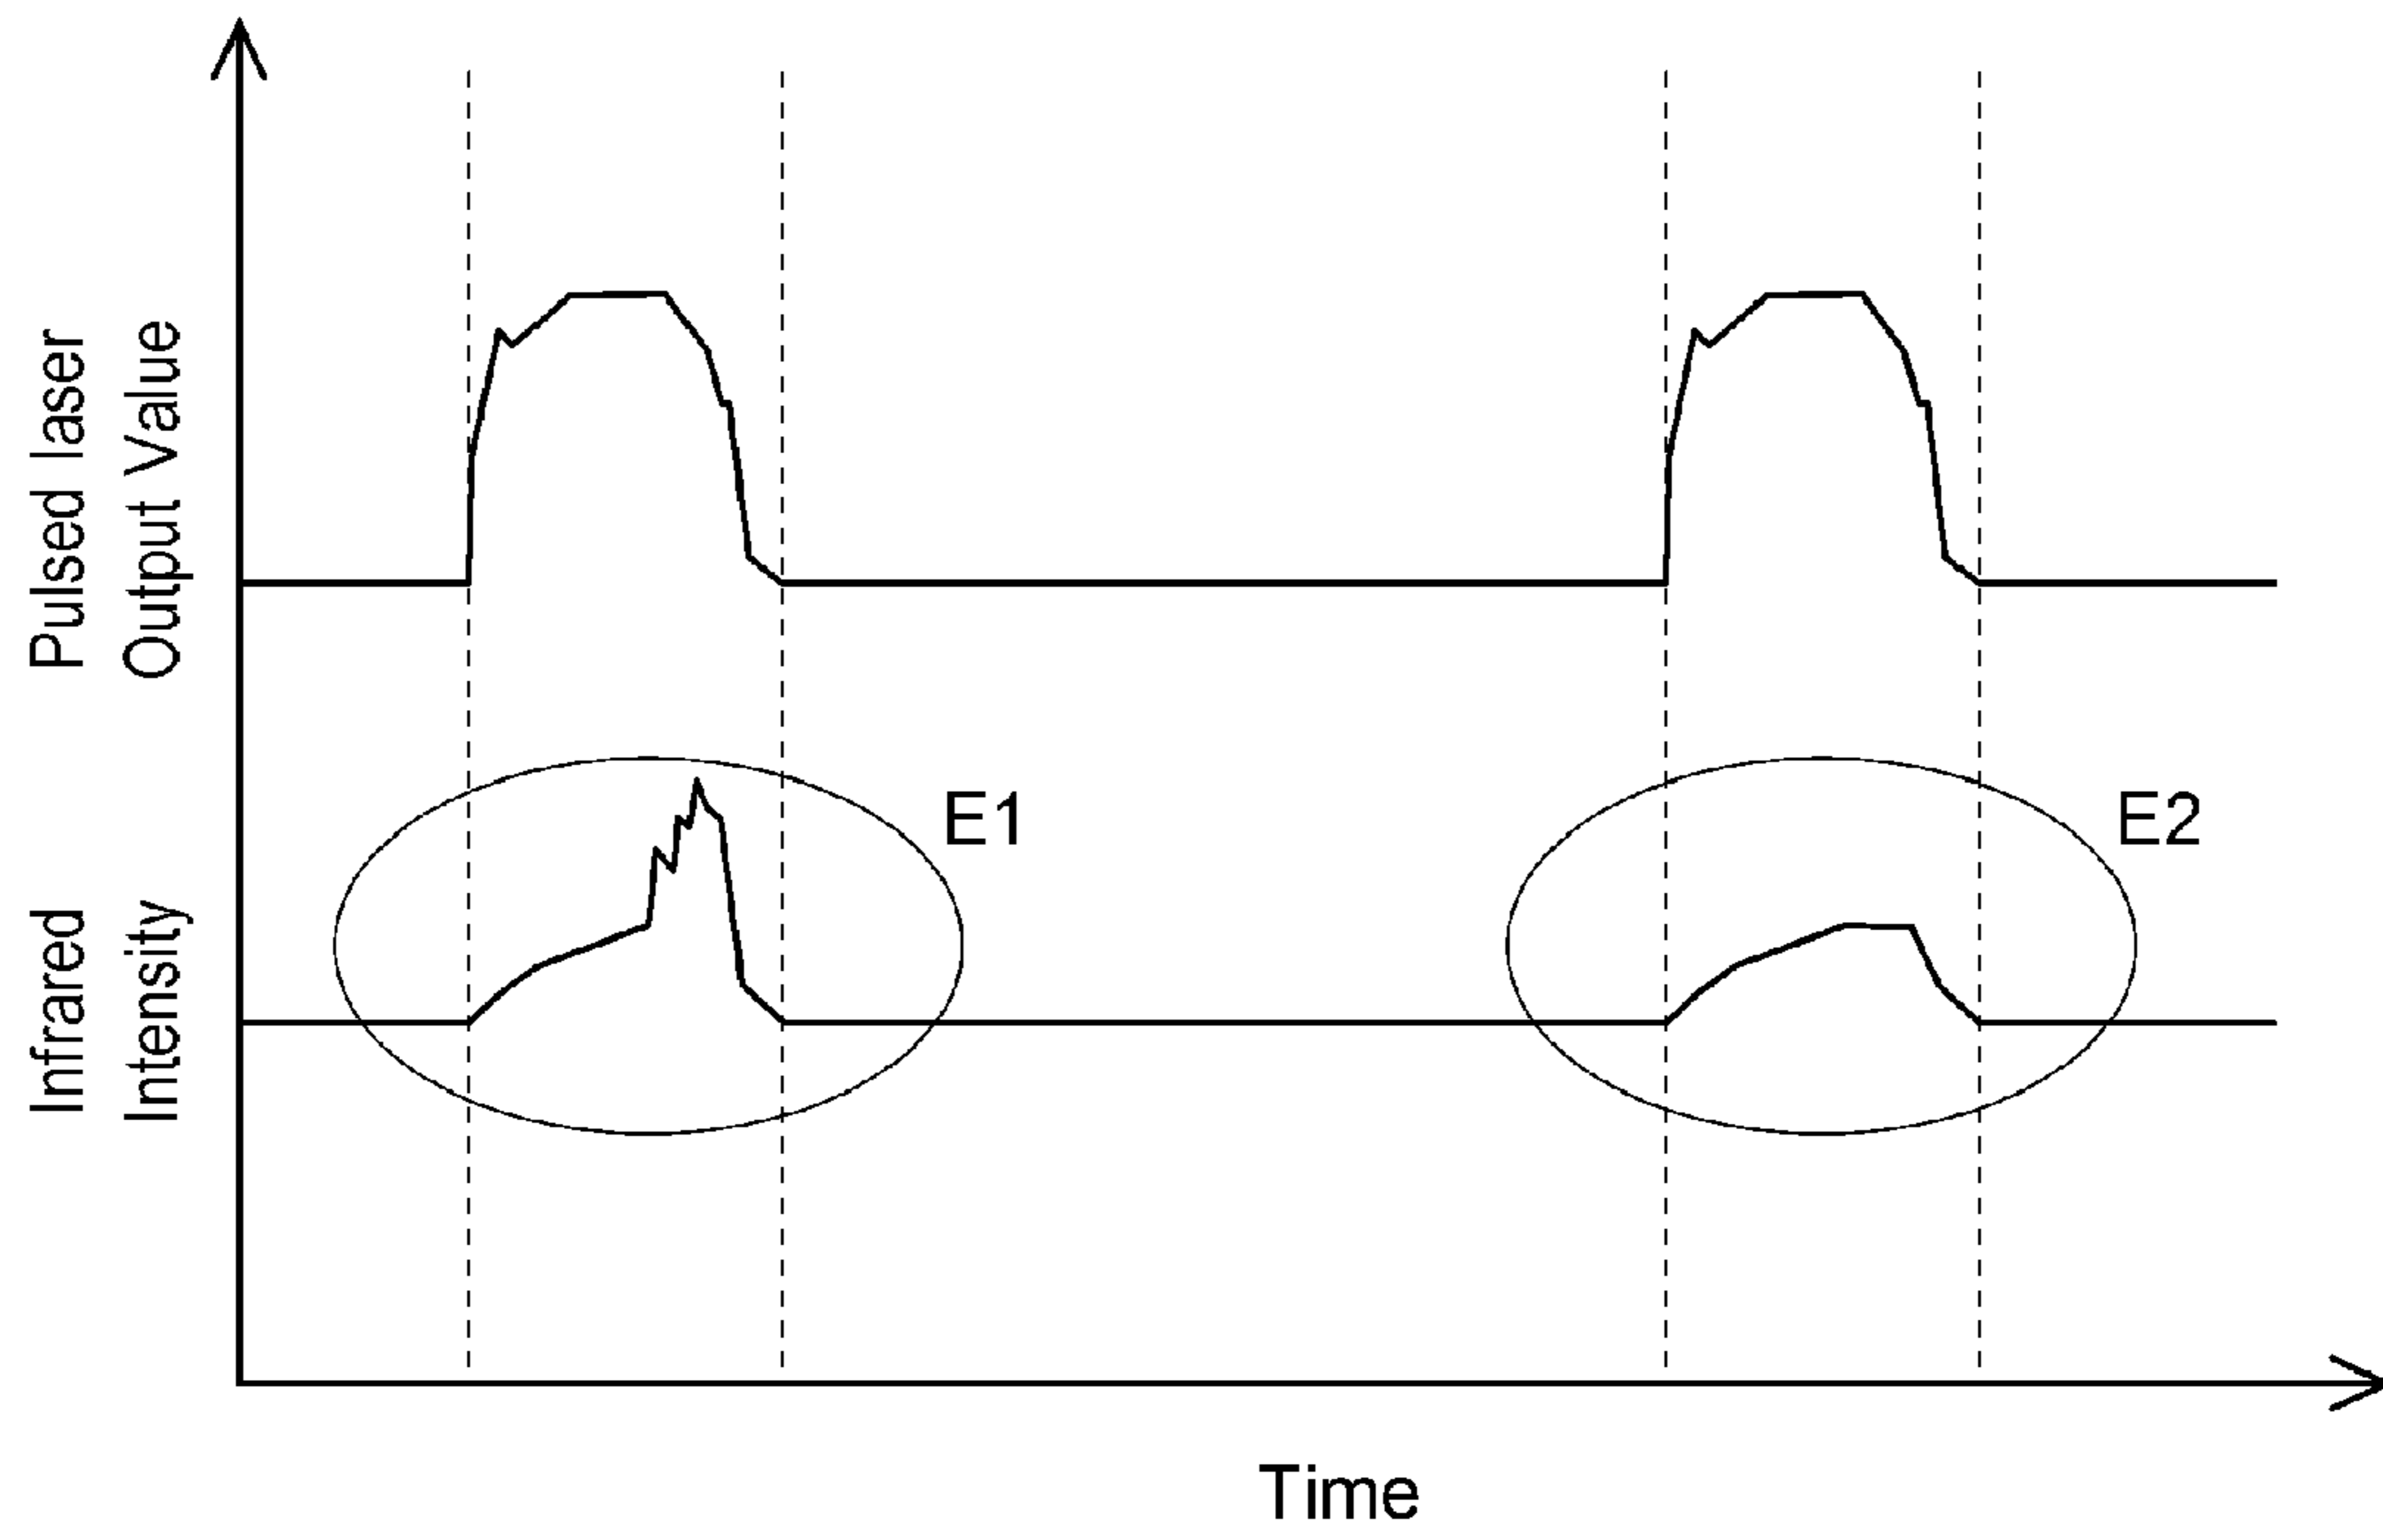 Pulsed laser
Output Value
Infrared
Intensity
E1
E2
Time